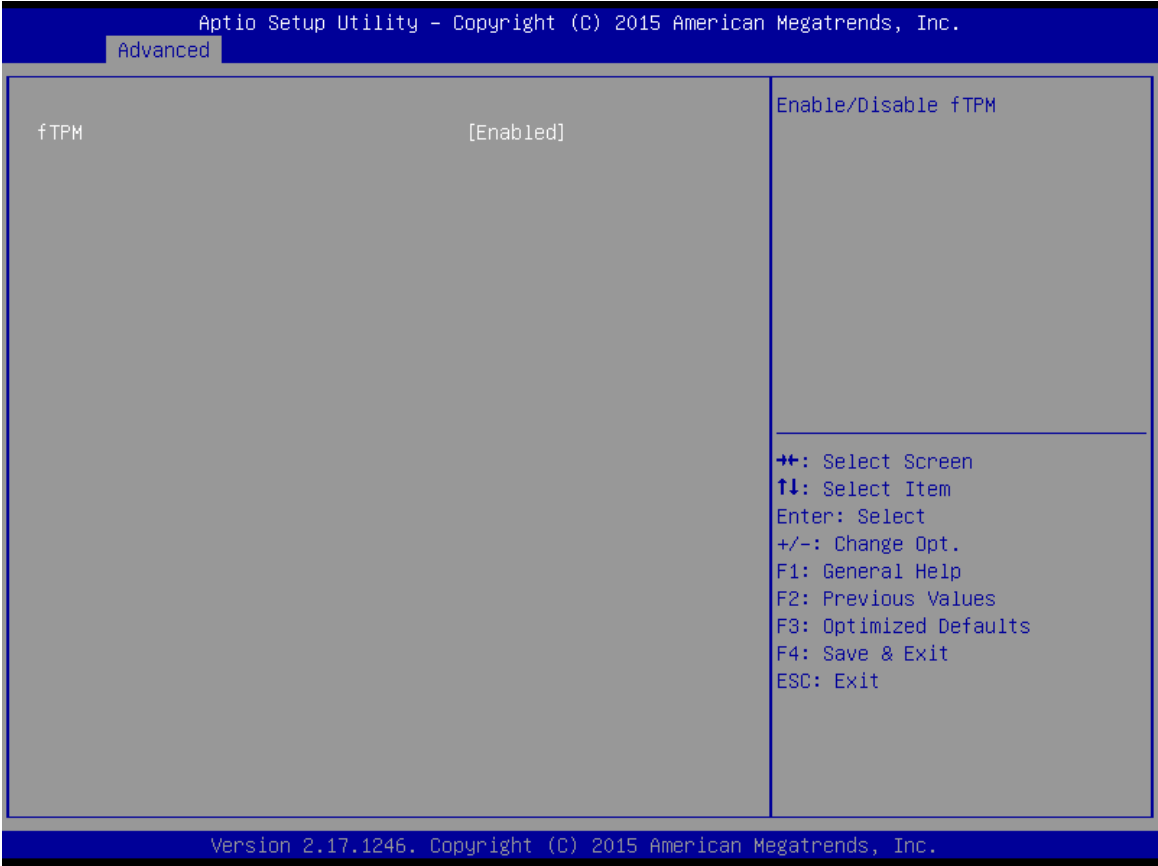 Aptio Setup Utility – Copyright (C) 2015 American Megatrends, Inc.
Advanced
fTPM [Enabled]
Enable/Disable fTPM
→←: Select Screen
↑↓: Select Item
Enter: Select
+/-: Change Opt.
F1: General Help
F2: Previous Values
F3: Optimized Defaults
F4: Save & Exit
ESC: Exit
Version 2.17.1246. Copyright (C) 2015 American Megatrends, Inc.